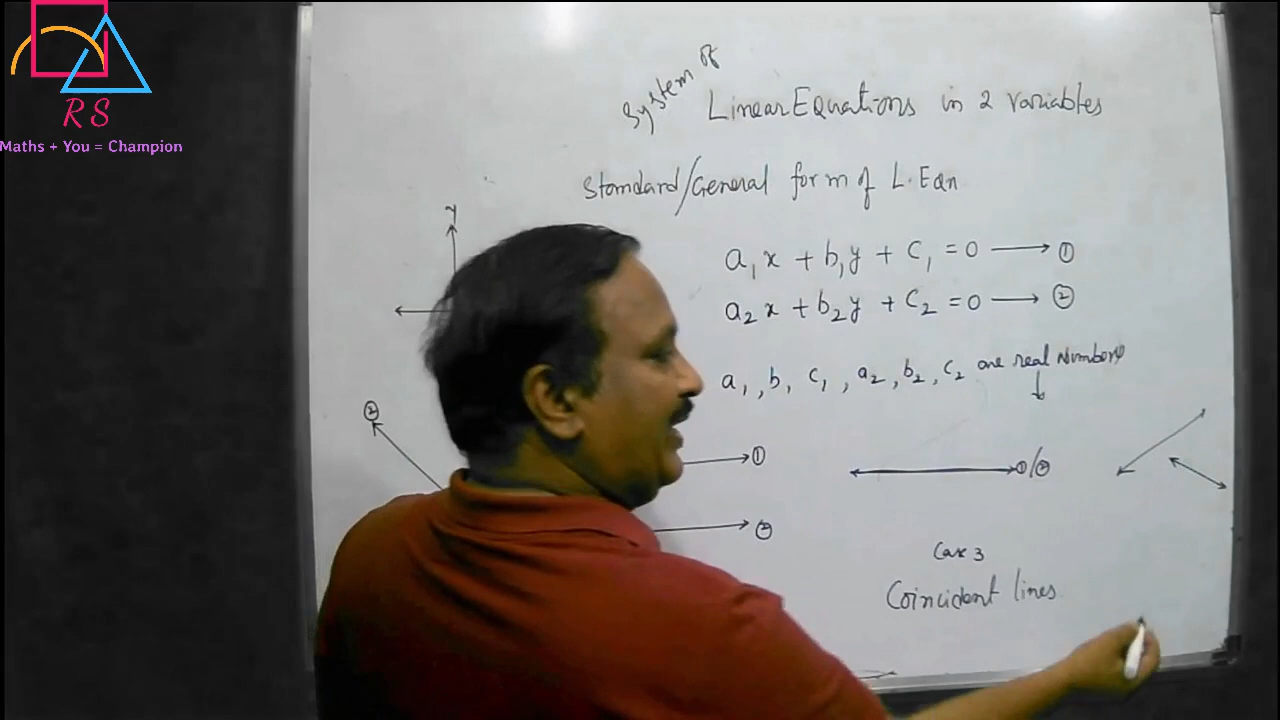 RS
Maths + You = Champion
System of
Linear Equations in 2 variables
Standard/General form of L.Eqn
y
a₁x + b₁y + c₁ = 0 → ①
a₂x + b₂y + c₂ = 0 → ②
a₁, b₁ c₁, a₂, b₂, c₂ are real Numbers
②
①
①/②
②
Case 3
Coincident lines